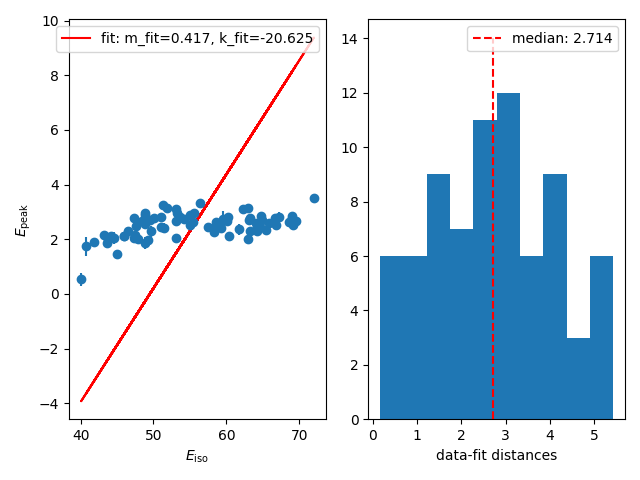 fit: m_fit=0.417, k_fit=-20.625
E_peak
10
8
6
4
2
0
−2
−4
40 50 60 70
E_iso
median: 2.714
14
12
10
8
6
4
2
0
0 1 2 3 4 5
data-fit distances